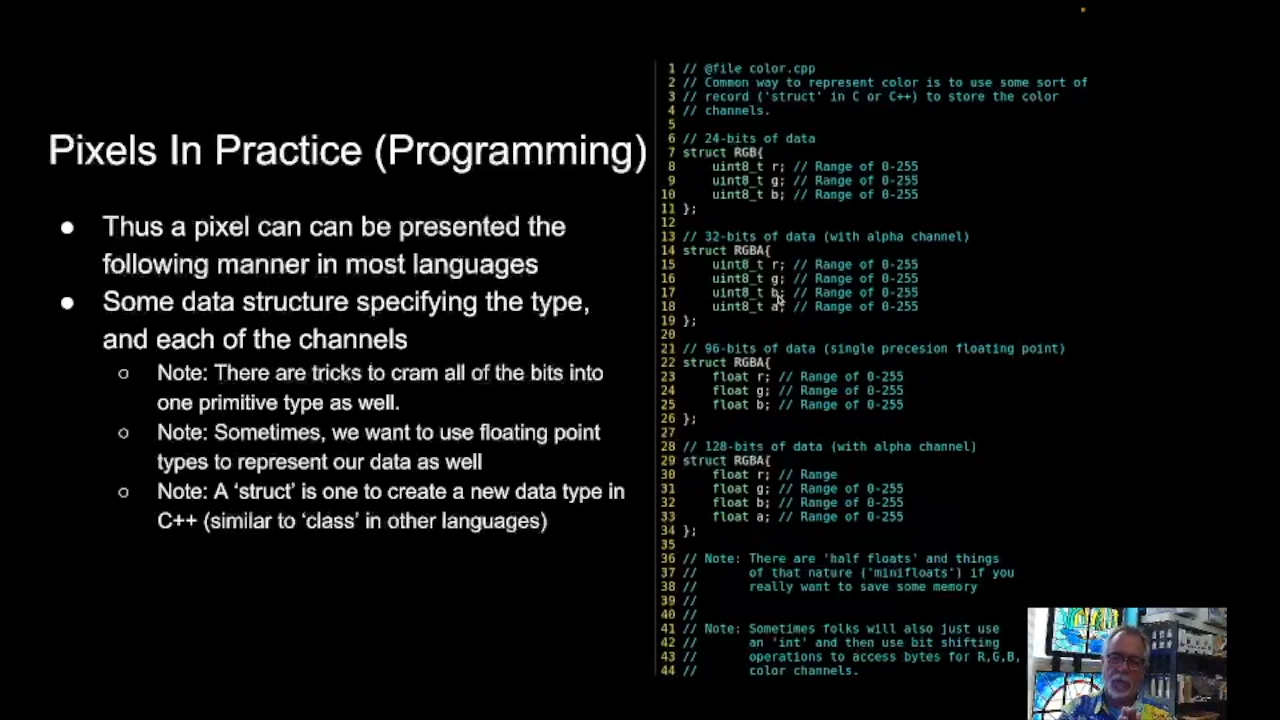 Pixels In Practice (Programming)
● Thus a pixel can can be presented the
following manner in most languages
● Some data structure specifying the type,
and each of the channels
○ Note: There are tricks to cram all of the bits into
one primitive type as well.
○ Note: Sometimes, we want to use floating point
types to represent our data as well
○ Note: A ‘struct’ is one to create a new data type in
C++ (similar to ‘class’ in other languages)
1 // @file color.cpp
2 // Common way to represent color is to use some sort of
3 // record ('struct' in C or C++) to store the color
4 // channels.
5
6 // 24-bits of data
7 struct RGB{
8 uint8_t r; // Range of 0-255
9 uint8_t g; // Range of 0-255
10 uint8_t b; // Range of 0-255
11 };
12
13 // 32-bits of data (with alpha channel)
14 struct RGBA{
15 uint8_t r; // Range of 0-255
16 uint8_t g; // Range of 0-255
17 uint8_t b; // Range of 0-255
18 uint8_t a; // Range of 0-255
19 };
20
21 // 96-bits of data (single precesion floating point)
22 struct RGBA{
23 float r; // Range of 0-255
24 float g; // Range of 0-255
25 float b; // Range of 0-255
26 };
27
28 // 128-bits of data (with alpha channel)
29 struct RGBA{
30 float r; // Range
31 float g; // Range of 0-255
32 float b; // Range of 0-255
33 float a; // Range of 0-255
34 };
35
36 // Note: There are 'half floats' and things
37 // of that nature ('minifloats') if you
38 // really want to save some memory
39 //
40 //
41 // Note: Sometimes folks will also just use
42 // an 'int' and then use bit shifting
43 // operations to access bytes for R,G,B,
44 // color channels.